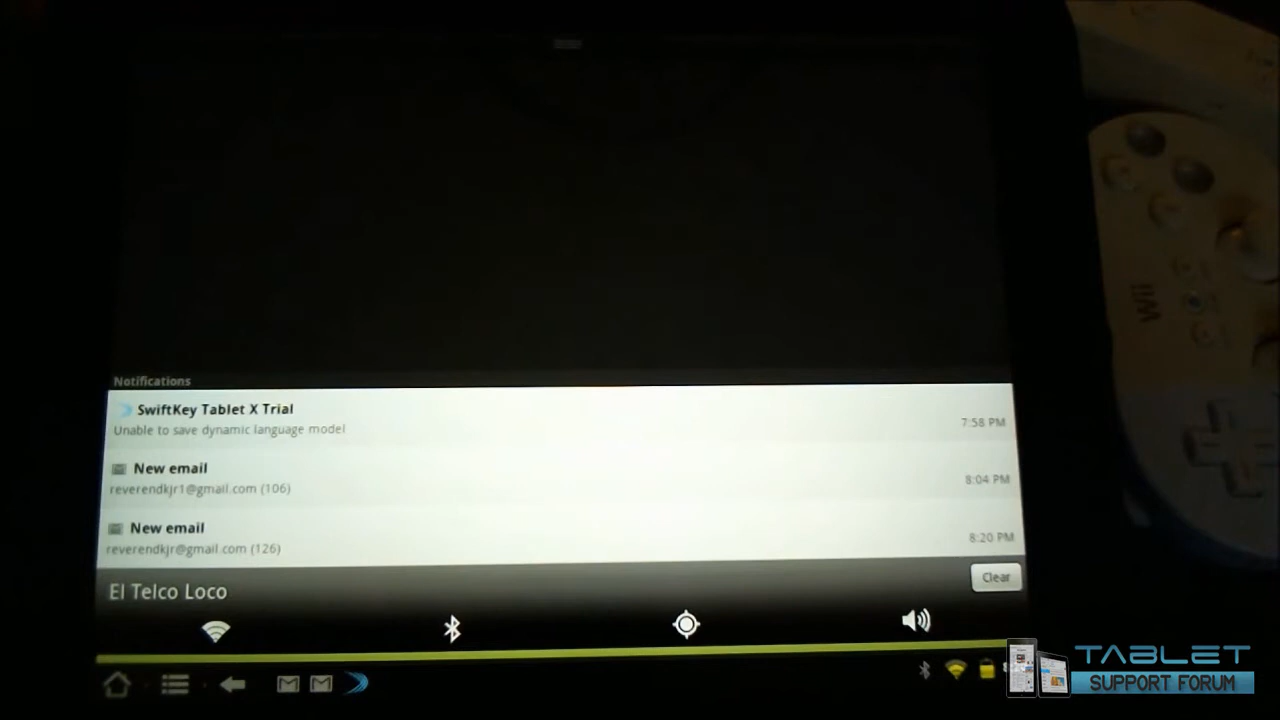 Notifications
SwiftKey Tablet X Trial
Unable to save dynamic language model
7:58 PM
New email
reverendkjr1@gmail.com (106)
8:04 PM
New email
reverendkjr@gmail.com (126)
8:20 PM
El Telco Loco
Clear
Wii
TABLET
SUPPORT FORUM